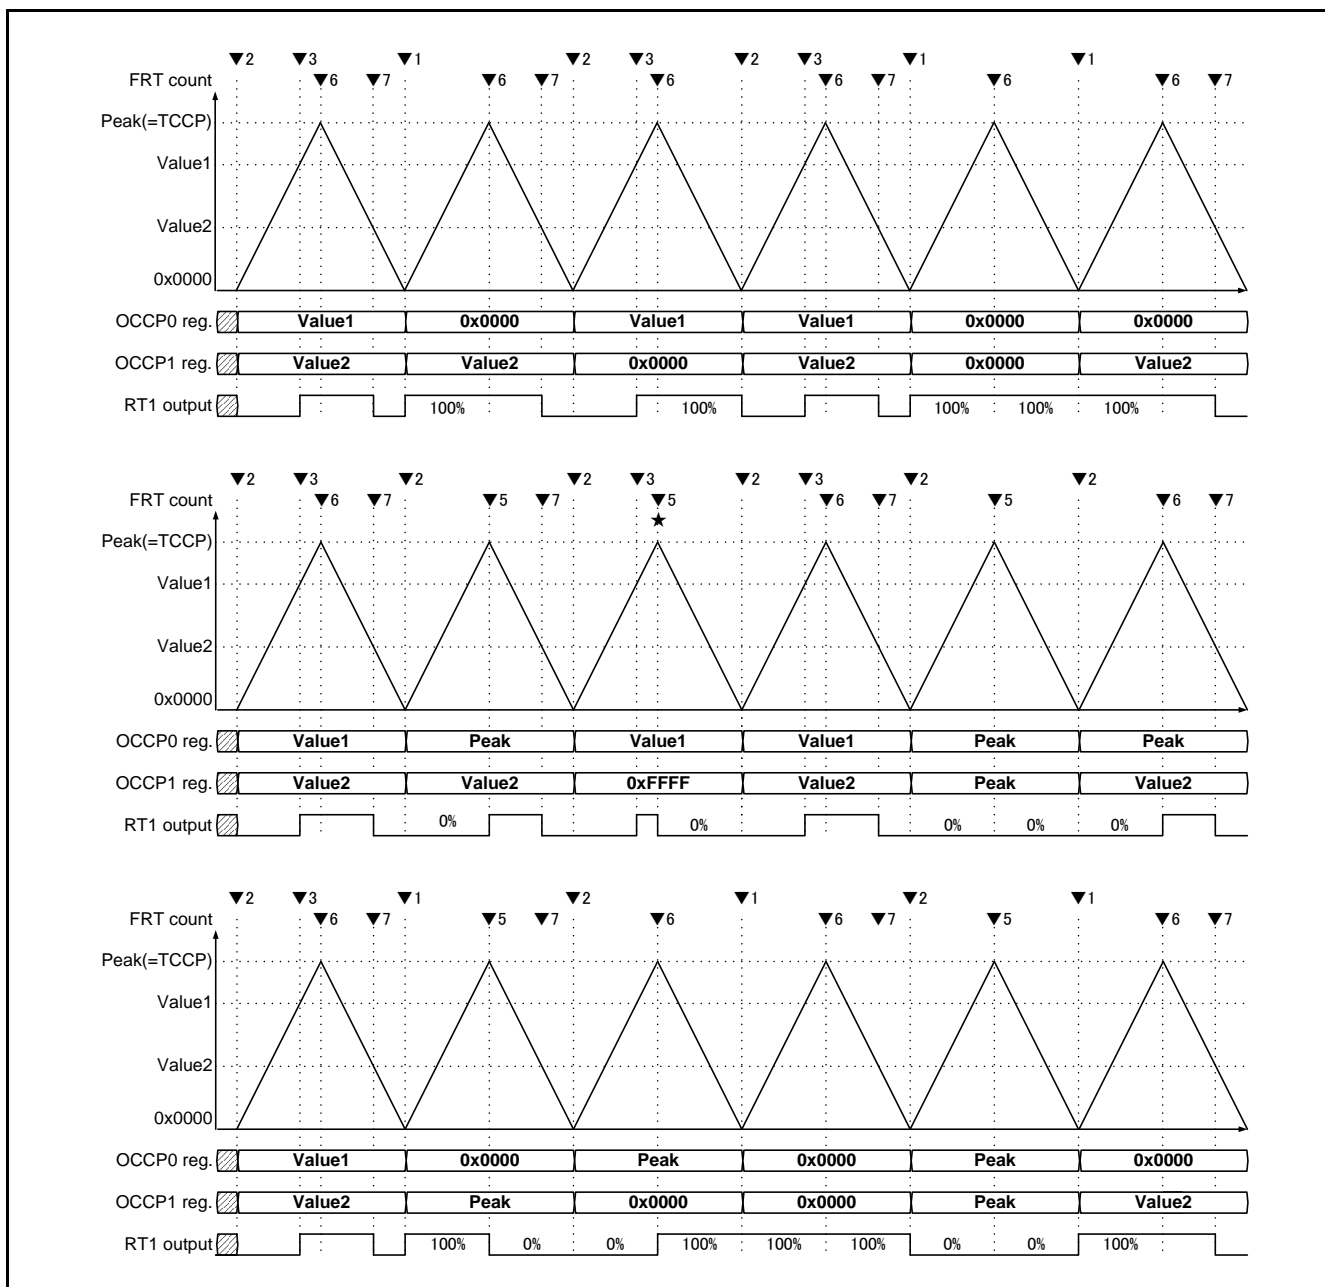 ▼2 ▼3 ▼1 ▼2 ▼3 ▼2 ▼3 ▼1 ▼1
FRT count ▼6 ▼7 ▼6 ▼7 ▼6 ▼6 ▼7 ▼6 ▼6 ▼7
Peak(=TCCP)
Value1
Value2
0x0000
OCCP0 reg. Value1 0x0000 Value1 Value1 0x0000 0x0000
OCCP1 reg. Value2 Value2 0x0000 Value2 0x0000 Value2
RT1 output 100% 100% 100% 100% 100%
▼2 ▼3 ▼2 ▼2 ▼3 ▼2 ▼3 ▼2 ▼2
FRT count ▼6 ▼7 ▼5 ▼7 ▼5 ▼6 ▼7 ▼5 ▼6 ▼7
★
Peak(=TCCP)
Value1
Value2
0x0000
OCCP0 reg. Value1 Peak Value1 Value1 Peak Peak
OCCP1 reg. Value2 Value2 0xFFFF Value2 Peak Value2
RT1 output 0% 0% 0% 0% 0%
▼2 ▼3 ▼1 ▼2 ▼1 ▼2 ▼1
FRT count ▼6 ▼7 ▼5 ▼7 ▼6 ▼6 ▼7 ▼5 ▼6 ▼7
Peak(=TCCP)
Value1
Value2
0x0000
OCCP0 reg. Value1 0x0000 Peak 0x0000 Peak 0x0000
OCCP1 reg. Value2 Peak 0x0000 0x0000 Peak Value2
RT1 output 100% 0% 0% 100% 100% 100% 0% 0% 100%